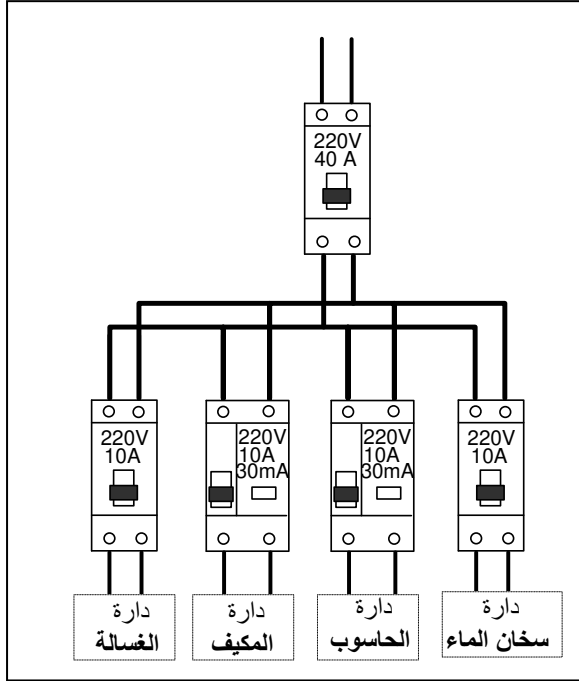 220V
40 A
220V
10A
220V
10A
30mA
220V
10A
30mA
220V
10A
دارة
الغسالة
دارة
المكيف
دارة
الحاسوب
دارة
سخان الماء